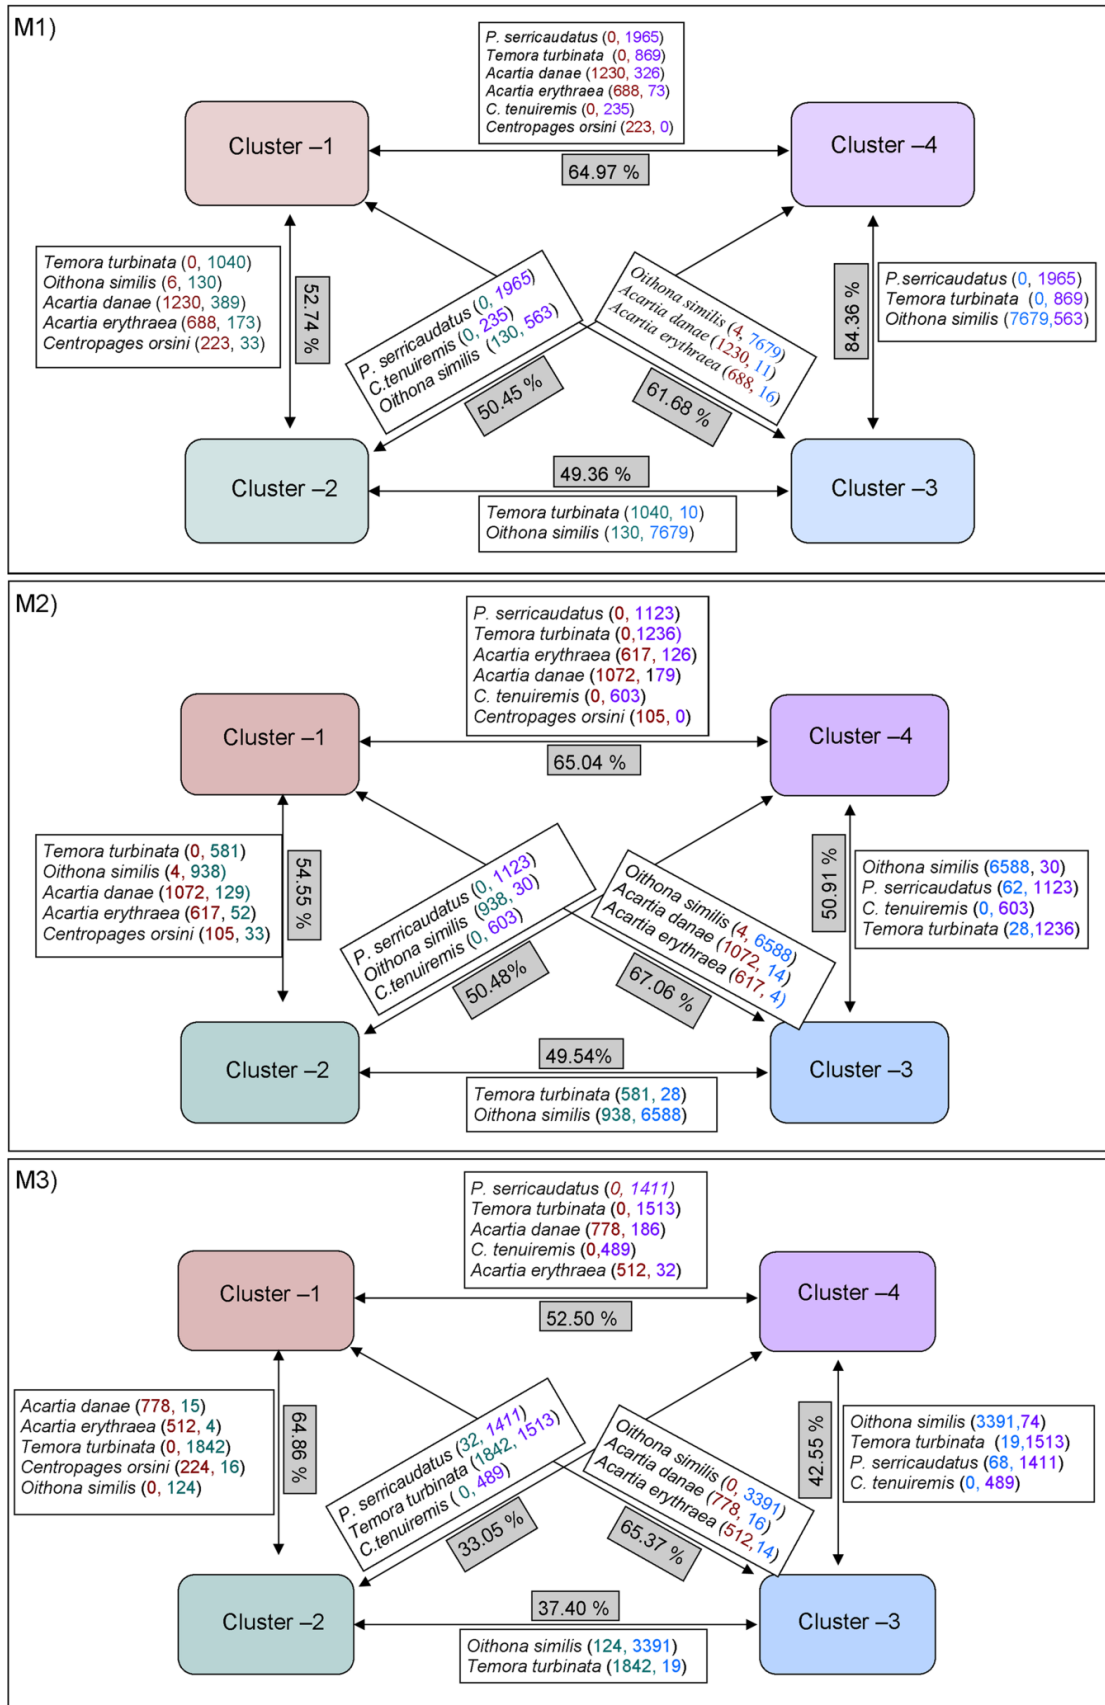 M1)
P. serricaudatus (0, 1965)
Temora turbinata (0, 869)
Acartia danae (1230, 326)
Acartia erythraea (688, 73)
C. tenuiremis (0, 235)
Centropages orsini (223, 0)
Cluster –1
Cluster –4
64.97 %
Temora turbinata (0, 1040)
Oithona similis (6, 130)
Acartia danae (1230, 389)
Acartia erythraea (688, 173)
Centropages orsini (223, 33)
52.74 %
P. serricaudatus (0, 1965)
C.tenuiremis (0, 235)
Oithona similis (130, 563)
50.45 %
Oithona similis (4, 7679)
Acartia danae (1230, 11)
Acartia erythraea (688, 16)
61.68 %
84.36 %
P.serricaudatus (0, 1965)
Temora turbinata (0, 869)
Oithona similis (7679,563)
Cluster –2
49.36 %
Cluster –3
Temora turbinata (1040, 10)
Oithona similis (130, 7679)
M2)
P. serricaudatus (0, 1123)
Temora turbinata (0,1236)
Acartia erythraea (617, 126)
Acartia danae (1072, 179)
C. tenuiremis (0, 603)
Centropages orsini (105, 0)
Cluster –1
Cluster –4
65.04 %
Temora turbinata (0, 581)
Oithona similis (4, 938)
Acartia danae (1072, 129)
Acartia erythraea (617, 52)
Centropages orsini (105, 33)
54.55 %
P. serricaudatus (0, 1123)
Oithona similis (938, 30)
C.tenuiremis (0, 603)
50.48%
Oithona similis (4, 6588)
Acartia danae (1072, 14)
Acartia erythraea (617, 4)
67.06 %
50.91 %
Oithona similis (6588, 30)
P. serricaudatus (62, 1123)
C. tenuiremis (0, 603)
Temora turbinata (28,1236)
Cluster –2
49.54%
Cluster –3
Temora turbinata (581, 28)
Oithona similis (938, 6588)
M3)
P. serricaudatus (0, 1411)
Temora turbinata (0, 1513)
Acartia danae (778, 186)
C. tenuiremis (0,489)
Acartia erythraea (512, 32)
Cluster –1
Cluster –4
52.50 %
Acartia danae (778, 15)
Acartia erythraea (512, 4)
Temora turbinata (0, 1842)
Centropages orsini (224, 16)
Oithona similis (0, 124)
64.86 %
P. serricaudatus (32, 1411)
Temora turbinata (1842, 1513)
C.tenuiremis ( 0, 489)
33.05 %
Oithona similis (0, 3391)
Acartia danae (778, 16)
Acartia erythraea (512,14)
65.37 %
42.55 %
Oithona similis (3391,74)
Temora turbinata (19,1513)
P. serricaudatus (68, 1411)
C. tenuiremis (0, 489)
Cluster –2
37.40 %
Cluster –3
Oithona similis (124, 3391)
Temora turbinata (1842, 19)